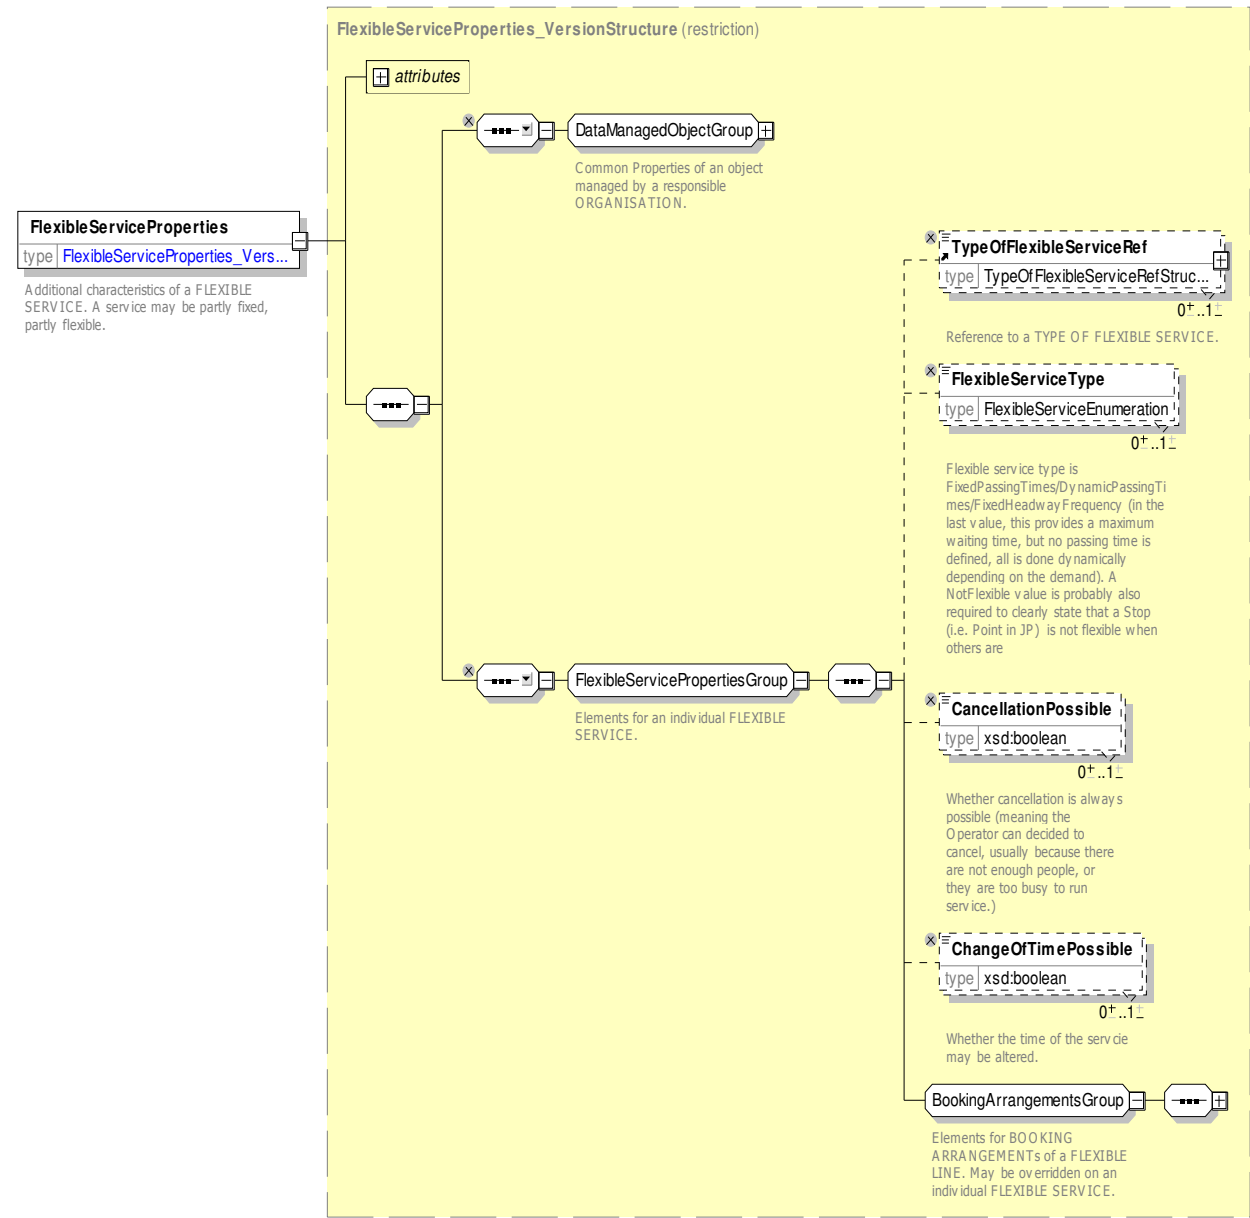 FlexibleServiceProperties_VersionStructure (restriction)
attributes
DataManagedObjectGroup
Common Properties of an object
managed by a responsible
ORGANISATION.
FlexibleServiceProperties
type FlexibleServiceProperties_Vers...
Additional characteristics of a FLEXIBLE
SERVICE. A service may be partly fixed,
partly flexible.
TypeOfFlexibleServiceRef
type TypeOfFlexibleServiceRefStruc...
0..1
Reference to a TYPE OF FLEXIBLE SERVICE.
FlexibleServiceType
type FlexibleServiceEnumeration
0..1
Flexible service type is
FixedPassingTimes/DynamicPassingTi
mes/FixedHeadwayFrequency (in the
last value, this provides a maximum
waiting time, but no passing time is
defined, all is done dynamically
depending on the demand). A
NotFlexible value is probably also
required to clearly state that a Stop
(i.e. Point in JP) is not flexible when
others are
FlexibleServicePropertiesGroup
Elements for an individual FLEXIBLE
SERVICE.
CancellationPossible
type xsd:boolean
0..1
Whether cancellation is always
possible (meaning the
Operator can decided to
cancel, usually because there
are not enough people, or
they are too busy to run
service.)
ChangeOfTimePossible
type xsd:boolean
0..1
Whether the time of the servcie
may be altered.
BookingArrangementsGroup
Elements for BOOKING
ARRANGEMENTs of a FLEXIBLE
LINE. May be overridden on an
individual FLEXIBLE SERVICE.